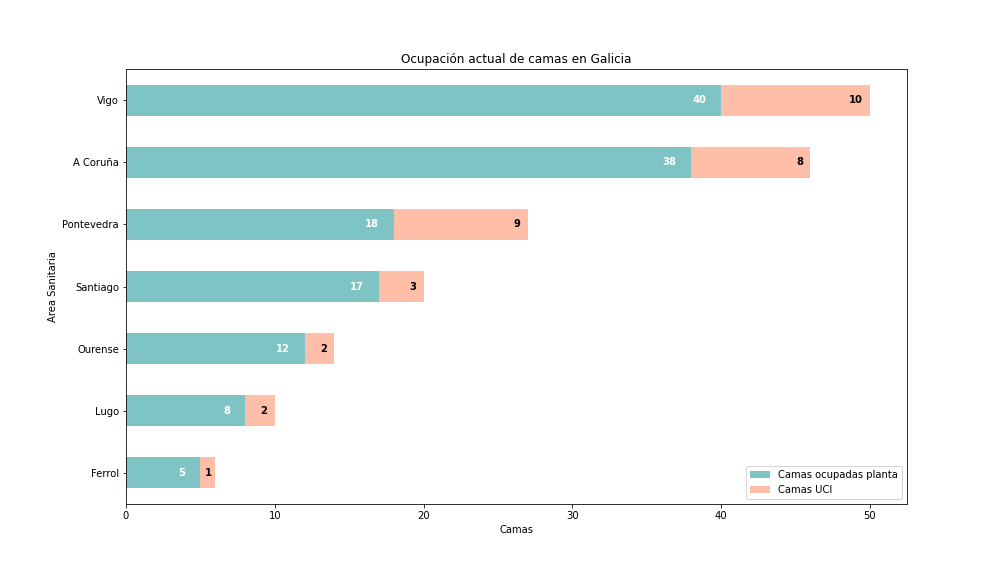 Ocupación actual de camas en Galicia
Area Sanitaria
Vigo 40 10
A Coruña 38 8
Pontevedra 18 9
Santiago 17 3
Ourense 12 2
Lugo 8 2
Ferrol 5 1
Camas ocupadas planta
Camas UCI
0 10 20 30 40 50
Camas